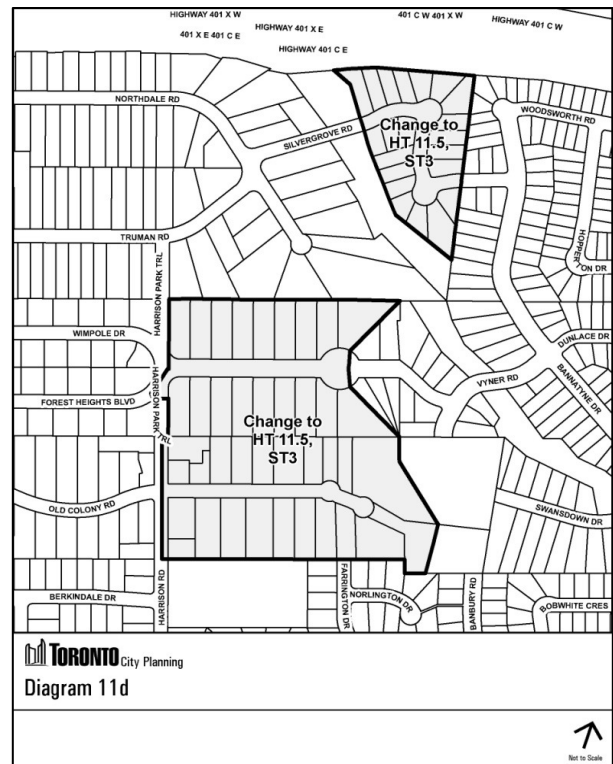 HIGHWAY 401 X W
401 C W 401 X W
HIGHWAY 401 C W
HIGHWAY 401 X E
401 X E 401 C E
HIGHWAY 401 C E
NORTHDALE RD
SILVERGROVE RD
Change to
HT 11.5,
ST3
WOODSWORTH RD
HOPPERTON DR
TRUMAN RD
HARRISON PARK TRL
WIMPOLE DR
DUNLACE DR
FOREST HEIGHTS BLVD
HARRISON PARK TRL
VYNER RD
BANNATYNE DR
Change to
HT 11.5,
ST3
OLD COLONY RD
SWANSDOWN DR
BERKINDALE DR
HARRISON RD
FARRINGTON DR
NORLINGTON DR
BANBURY RD
BOBWHITE CRES
TORONTO City Planning
Diagram 11d
Not to Scale